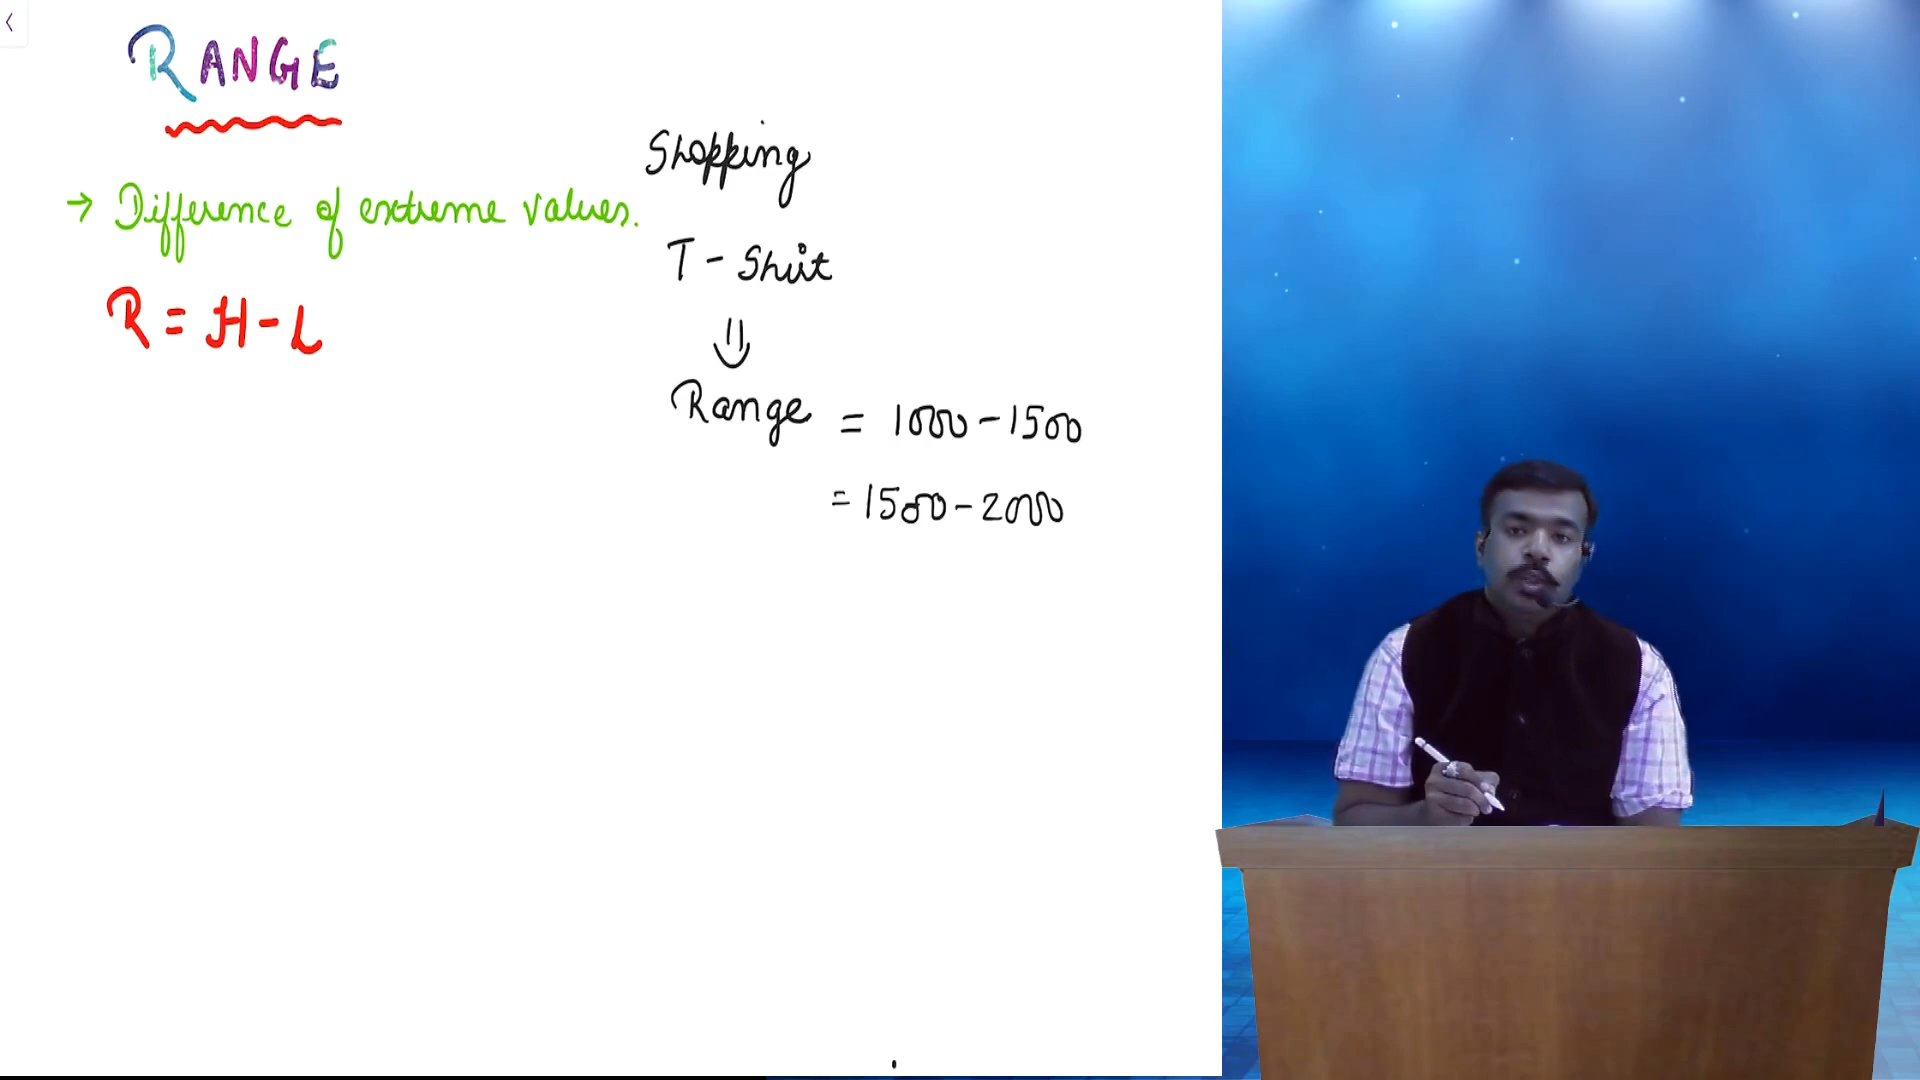 RANGE
→ Difference of extreme values.
R = H - L
Shopping
T - Shirt
⇓
Range = 1000 - 1500
= 1500 - 2000